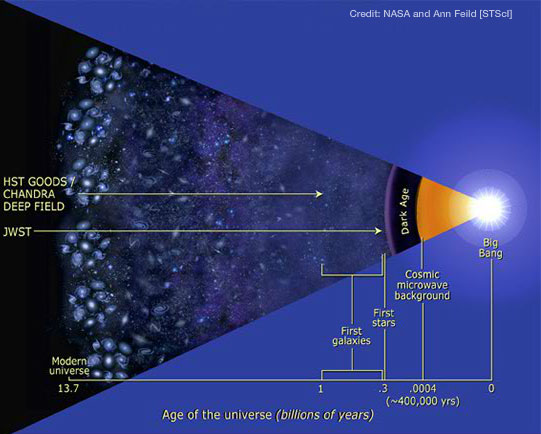 Credit: NASA and Ann Feild [STScI]
HST GOODS /
CHANDRA
DEEP FIELD
JWST
Dark Age
Big
Bang
Cosmic
microwave
background
First
stars
First
galaxies
Modern
universe
13.7
1
.3
.0004
(~400,000 yrs)
0
Age of the universe (billions of years)